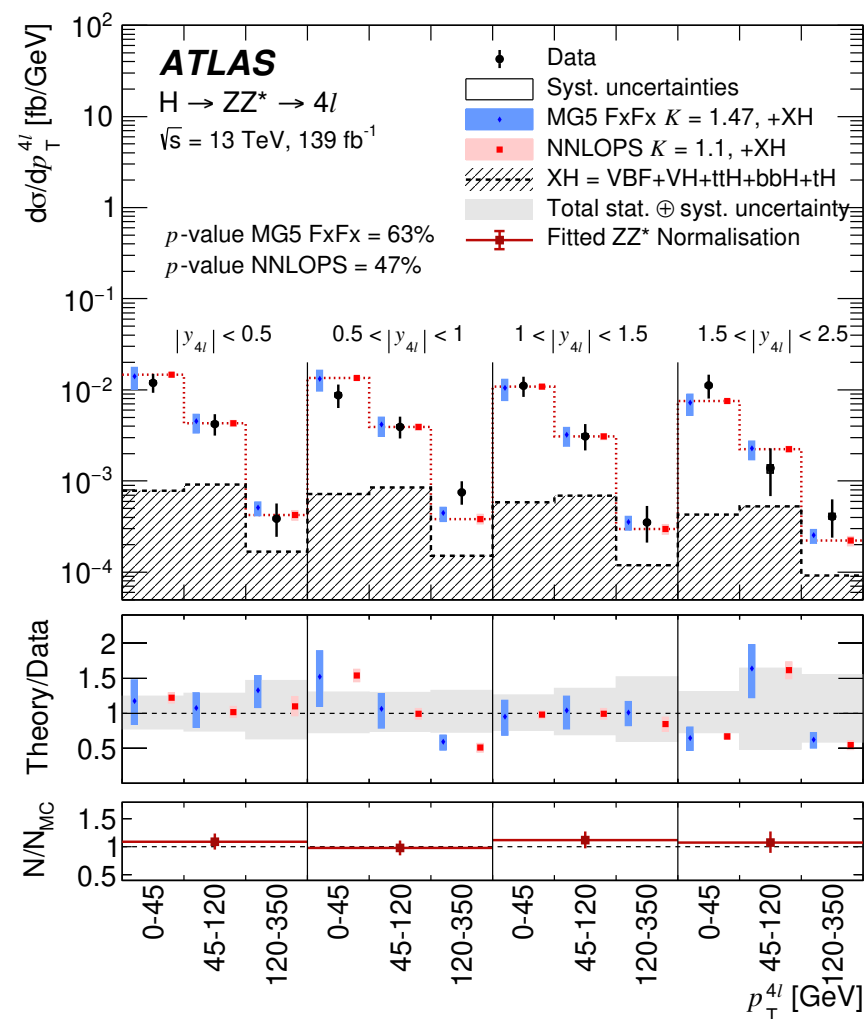 dσ/dp_T^{4l} [fb/GeV]
10²
10
1
10⁻¹
10⁻²
10⁻³
10⁻⁴
ATLAS
H → ZZ* → 4l
√s = 13 TeV, 139 fb⁻¹
p-value MG5 FxFx = 63%
p-value NNLOPS = 47%
Data
Syst. uncertainties
MG5 FxFx K = 1.47, +XH
NNLOPS K = 1.1, +XH
XH = VBF+VH+ttH+bbH+tH
Total stat. ⊕ syst. uncertainty
Fitted ZZ* Normalisation
|y_{4l}| < 0.5
0.5 < |y_{4l}| < 1
1 < |y_{4l}| < 1.5
1.5 < |y_{4l}| < 2.5
Theory/Data
2
1.5
1
0.5
N/N_{MC}
1.5
1
0.5
0-45
45-120
120-350
0-45
45-120
120-350
0-45
45-120
120-350
0-45
45-120
120-350
p_T^{4l} [GeV]